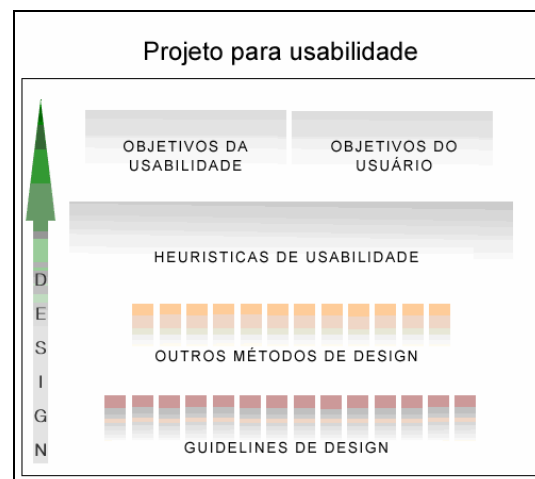 Projeto para usabilidade
OBJETIVOS DA
USABILIDADE
OBJETIVOS DO
USUÁRIO
HEURISTICAS DE USABILIDADE
OUTROS MÉTODOS DE DESIGN
GUIDELINES DE DESIGN
D
E
S
I
G
N